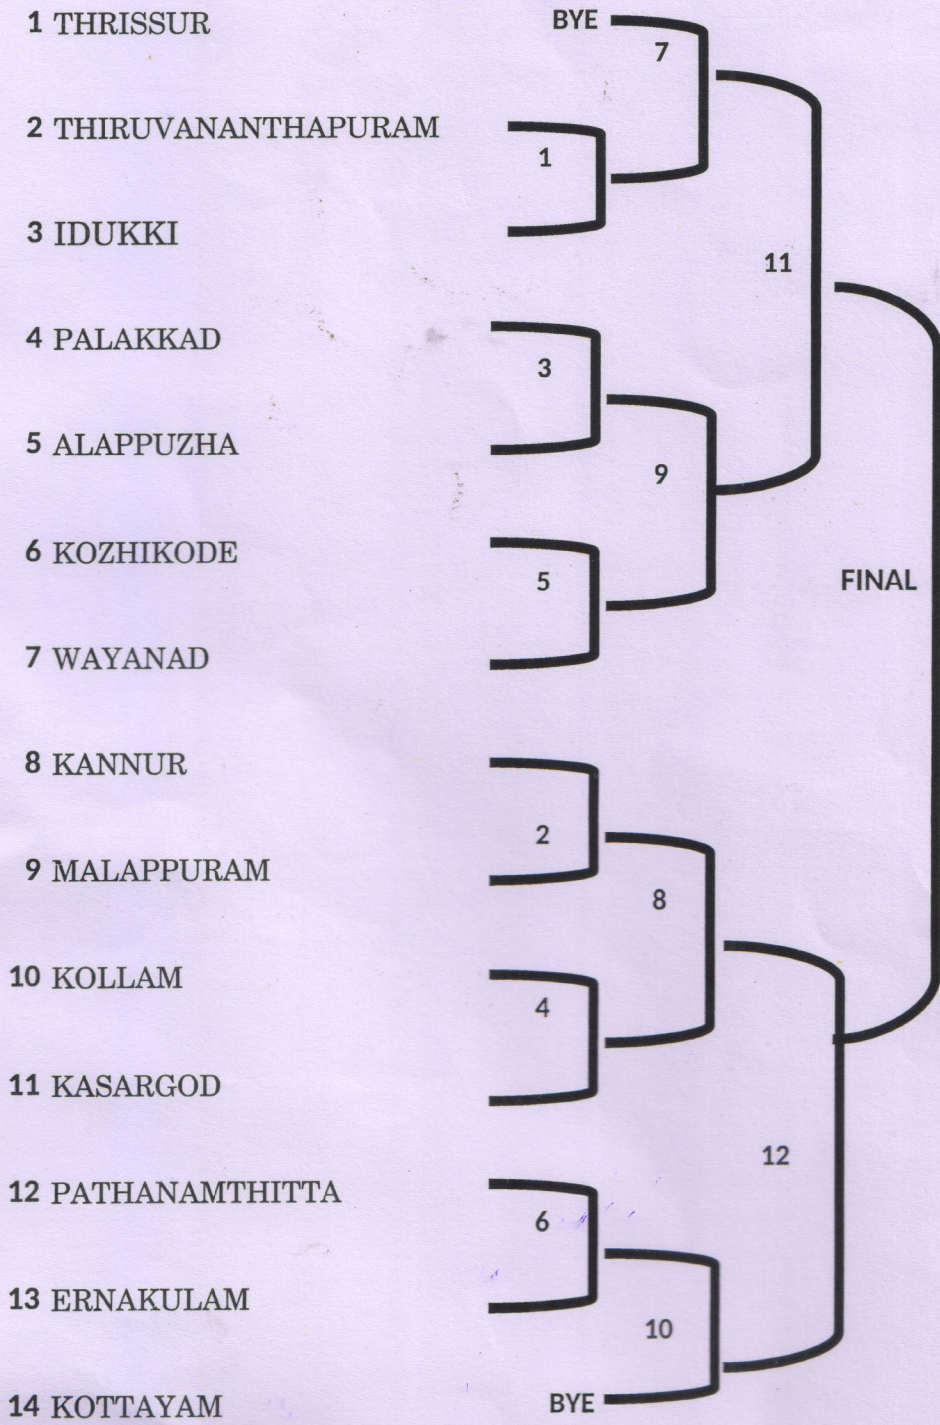 1 THRISSUR BYE
7
2 THIRUVANANTHAPURAM
1
3 IDUKKI
11
4 PALAKKAD
3
5 ALAPPUZHA
9
6 KOZHIKODE
5 FINAL
7 WAYANAD
8 KANNUR
2
9 MALAPPURAM
8
10 KOLLAM
4
11 KASARGOD
12
12 PATHANAMTHITTA
6
13 ERNAKULAM
10
14 KOTTAYAM BYE